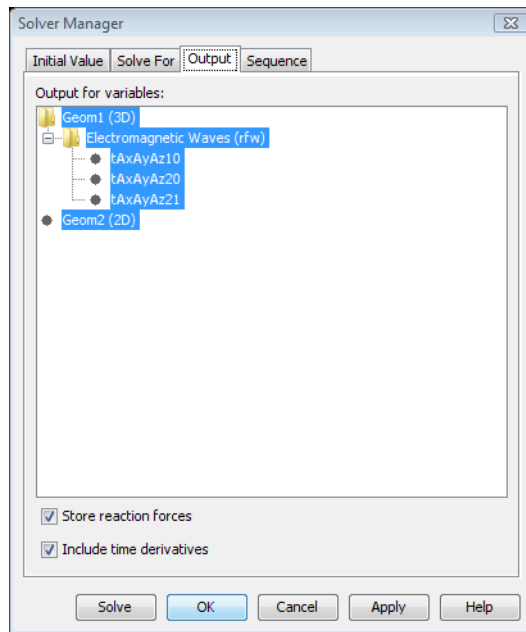 Solver Manager
Initial Value Solve For Output Sequence
Output for variables:
Geom1 (3D)
Electromagnetic Waves (rfw)
tAxAyAz10
tAxAyAz20
tAxAyAz21
Geom2 (2D)
Store reaction forces
Include time derivatives
Solve OK Cancel Apply Help